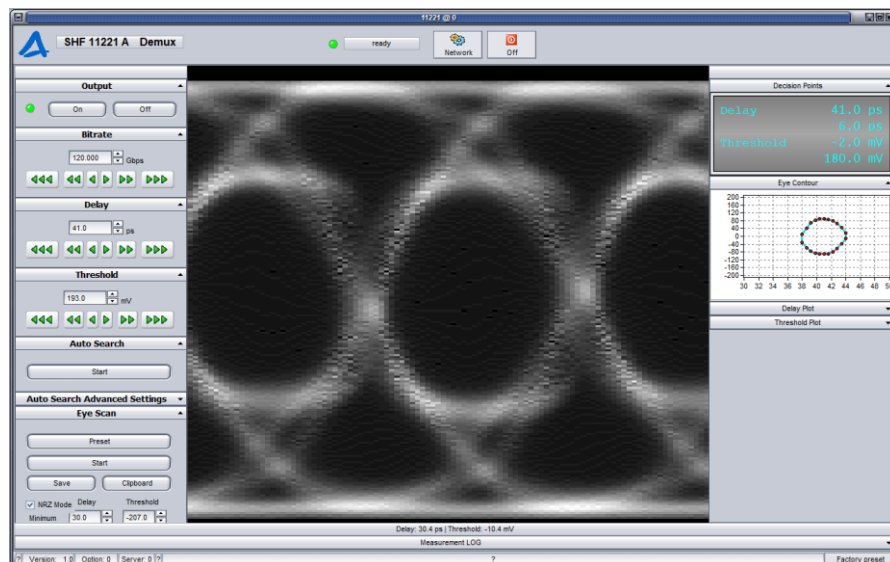 11221 @ 0
SHF 11221 A Demux
ready
Network
Off
Output
On Off
Bitrate
120.000 Gbps
Delay
41.0 ps
Threshold
193.0 mV
Auto Search
Start
Auto Search Advanced Settings
Eye Scan
Preset
Start
Save Clipboard
NRZ Mode Delay Threshold
Minimum 30.0 -207.0
Decision Points
Delay 41.0 ps
6.0 ps
Threshold -2.0 mV
180.0 mV
Eye Contour
200
160
120
80
40
0
-40
-80
-120
-160
-200
30 32 34 36 38 40 42 44 46 48 50
Delay Plot
Threshold Plot
Delay: 30.4 ps | Threshold: -10.4 mV
Measurement LOG
? Version: 1.0 Option: 0 Server: 0 ? ? Factory preset